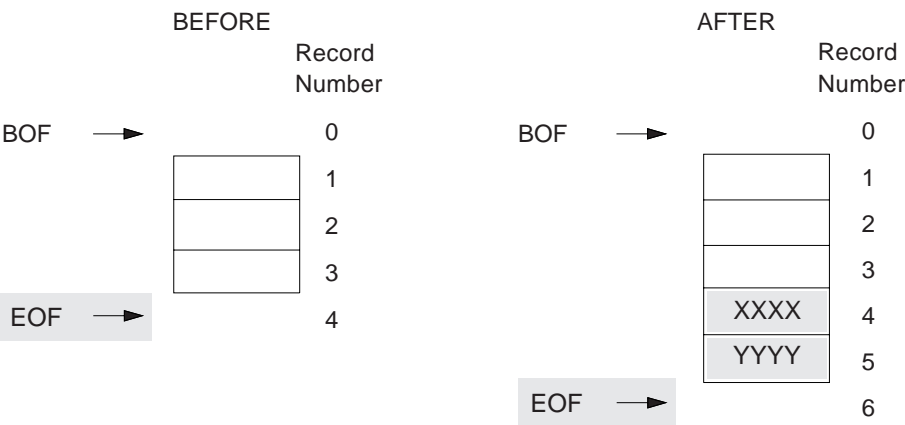 BEFORE
Record
Number
BOF 0
1
2
3
EOF 4
AFTER
Record
Number
BOF 0
1
2
3
XXXX 4
YYYY 5
EOF 6